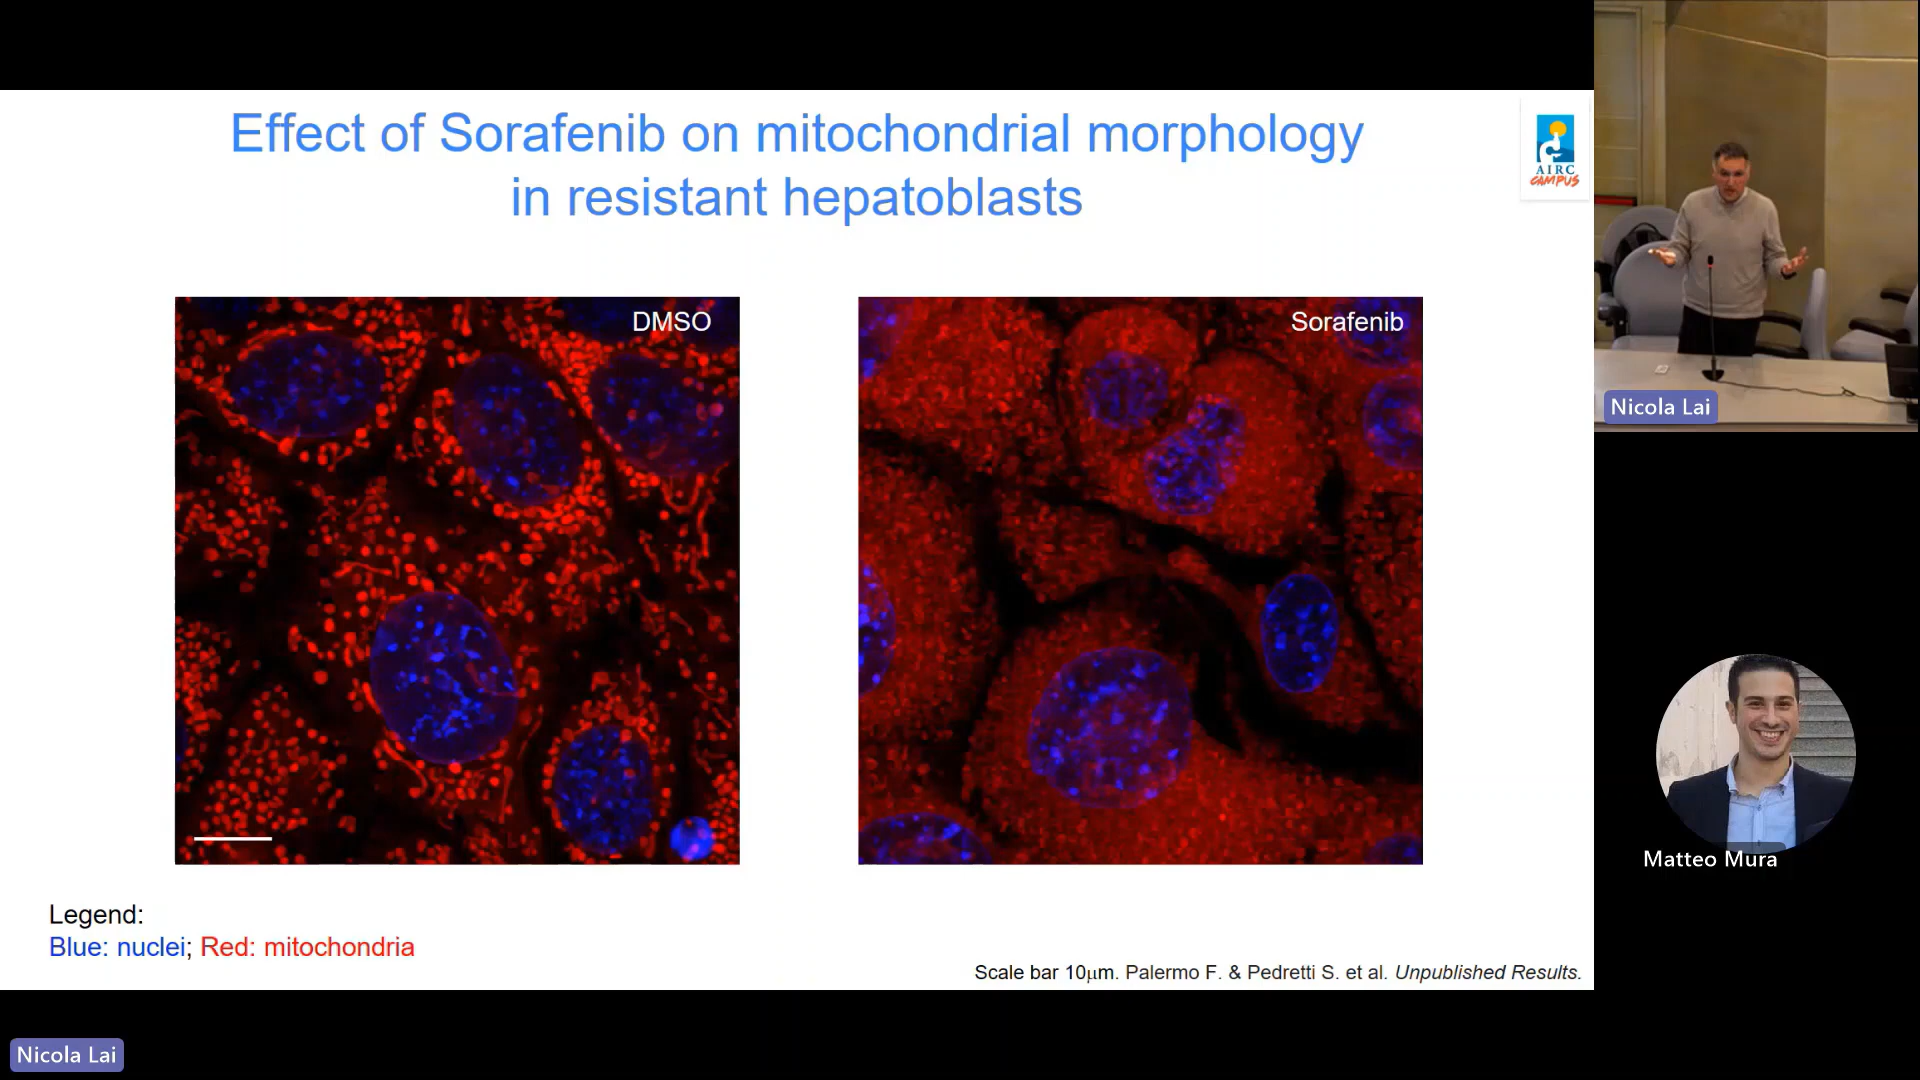 Effect of Sorafenib on mitochondrial morphology
in resistant hepatoblasts
AIRC
CAMPUS
DMSO
Sorafenib
Legend:
Blue: nuclei; Red: mitochondria
Scale bar 10μm. Palermo F. & Pedretti S. et al. Unpublished Results.
Nicola Lai
Matteo Mura
Nicola Lai